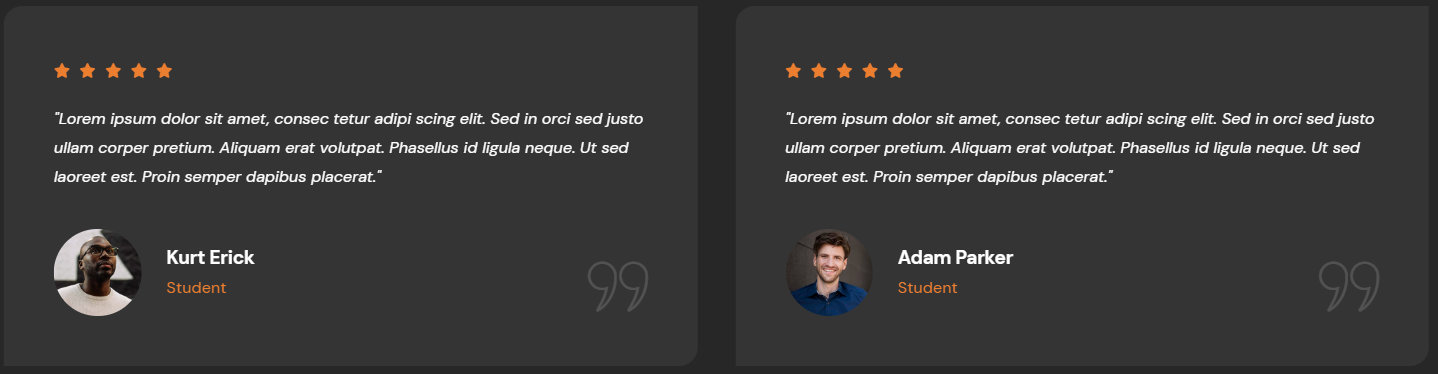 "Lorem ipsum dolor sit amet, consec tetur adipi scing elit. Sed in orci sed justo
ullam corper pretium. Aliquam erat volutpat. Phasellus id ligula neque. Ut sed
laoreet est. Proin semper dapibus placerat."
Kurt Erick
Student
"Lorem ipsum dolor sit amet, consec tetur adipi scing elit. Sed in orci sed justo
ullam corper pretium. Aliquam erat volutpat. Phasellus id ligula neque. Ut sed
laoreet est. Proin semper dapibus placerat."
Adam Parker
Student